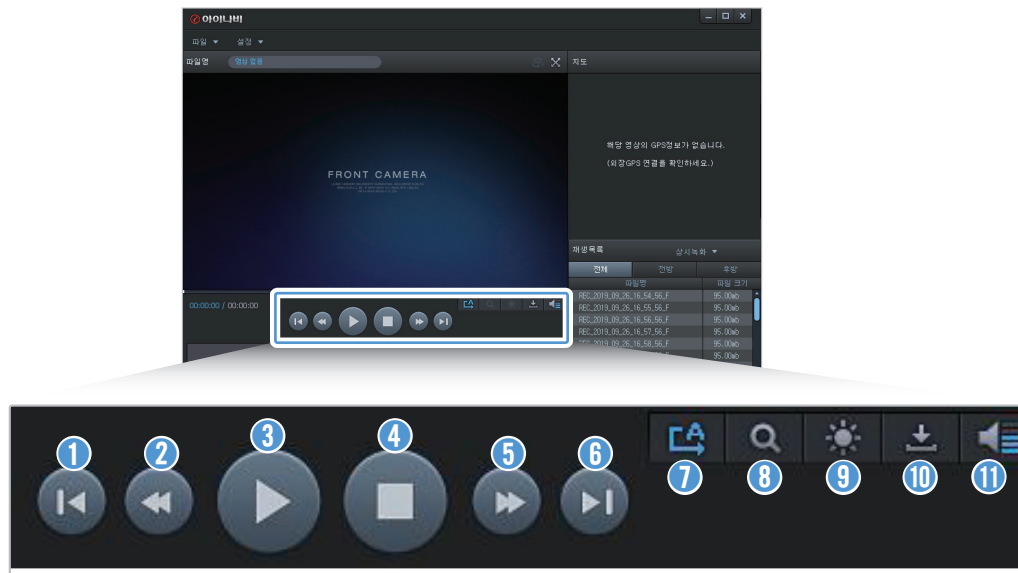 아이나비
파일 설정
파일명 영상 없음
지도
해당 영상의 GPS정보가 없습니다.
(외장GPS 연결을 확인하세요.)
FRONT CAMERA
재생목록 상시녹화
전체 전방 후방
파일명 파일 크기
REC_2019_09_26_16_54_56_F 95.00mb
REC_2019_09_26_16_55_56_F 95.00mb
REC_2019_09_26_16_56_56_F 95.00mb
REC_2019_09_26_16_57_56_F 95.00mb
REC_2019_09_26_16_58_56_F 95.00mb
95.00mb
00:00:00 / 00:00:00
A
1 2 3 4 5 6
A
7 8 9 10 11